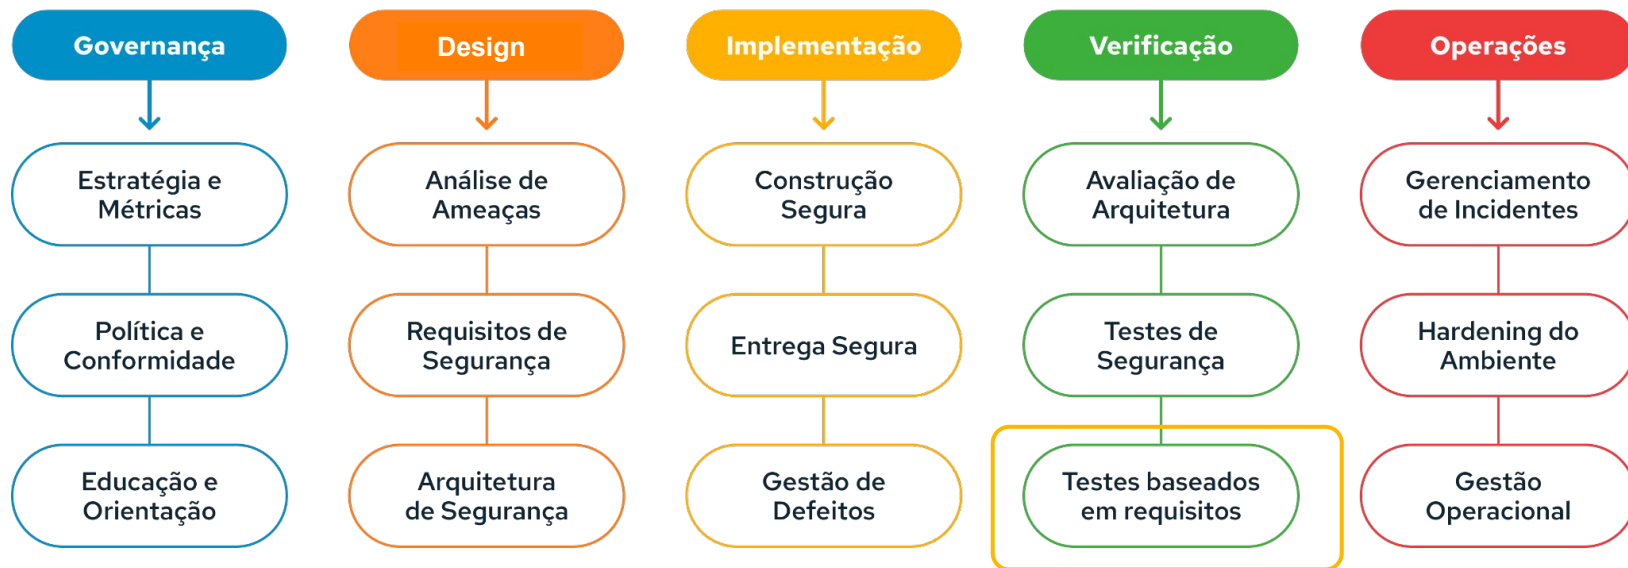 Governança
Design
Implementação
Verificação
Operações
Estratégia e
Métricas
Análise de
Ameaças
Construção
Segura
Avaliação de
Arquitetura
Gerenciamento
de Incidentes
Política e
Conformidade
Requisitos de
Segurança
Entrega Segura
Testes de
Segurança
Hardening do
Ambiente
Educação e
Orientação
Arquitetura
de Segurança
Gestão de
Defeitos
Testes baseados
em requisitos
Gestão
Operacional